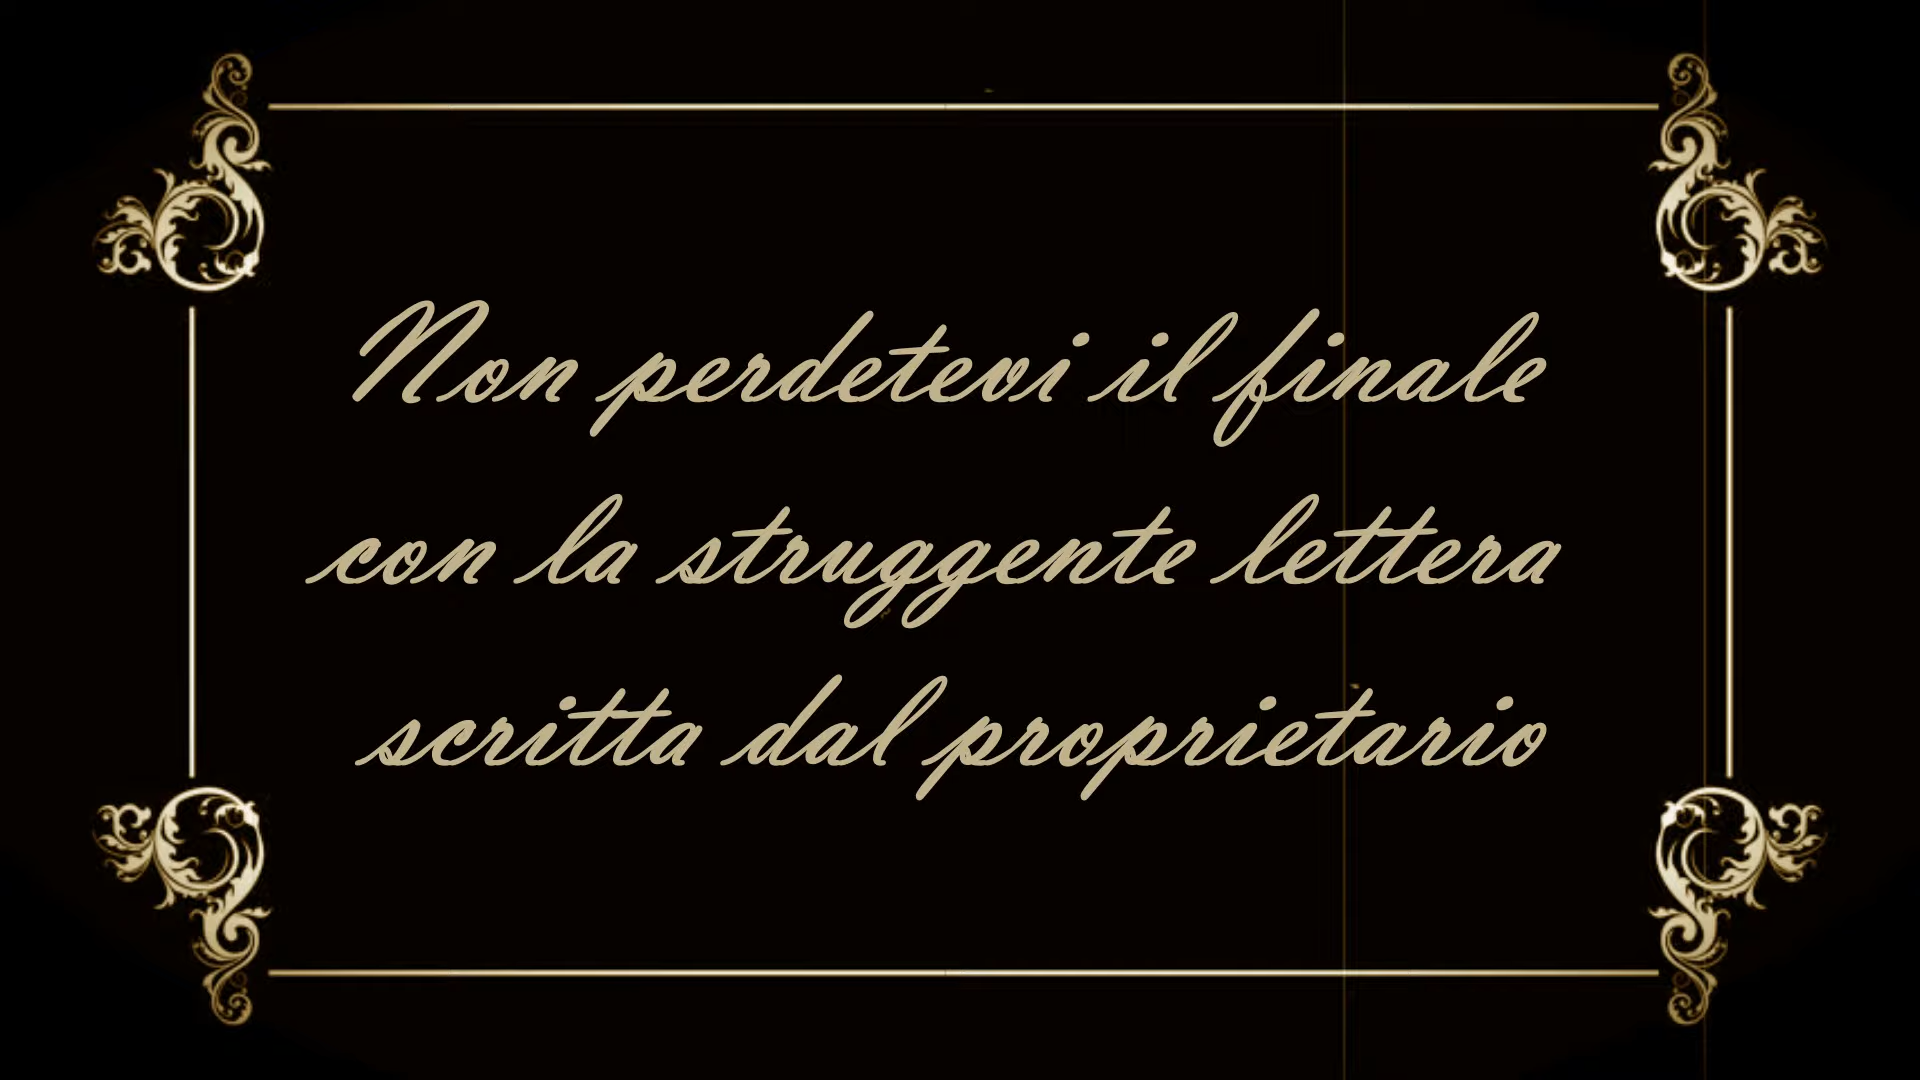 Non perdetevi il finale
con la struggente lettera
scritta dal proprietario